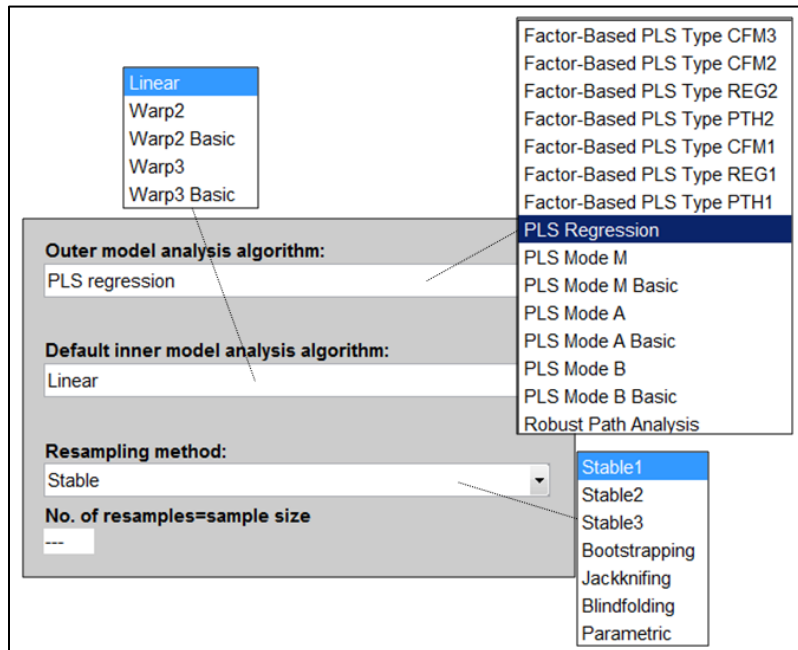 Factor-Based PLS Type CFM3
Factor-Based PLS Type CFM2
Factor-Based PLS Type REG2
Factor-Based PLS Type PTH2
Factor-Based PLS Type CFM1
Factor-Based PLS Type REG1
Factor-Based PLS Type PTH1
PLS Regression
PLS Mode M
PLS Mode M Basic
PLS Mode A
PLS Mode A Basic
PLS Mode B
PLS Mode B Basic
Robust Path Analysis
Linear
Warp2
Warp2 Basic
Warp3
Warp3 Basic
Outer model analysis algorithm:
PLS regression
Default inner model analysis algorithm:
Linear
Resampling method:
Stable
No. of resamples=sample size
---
Stable1
Stable2
Stable3
Bootstrapping
Jackknifing
Blindfolding
Parametric